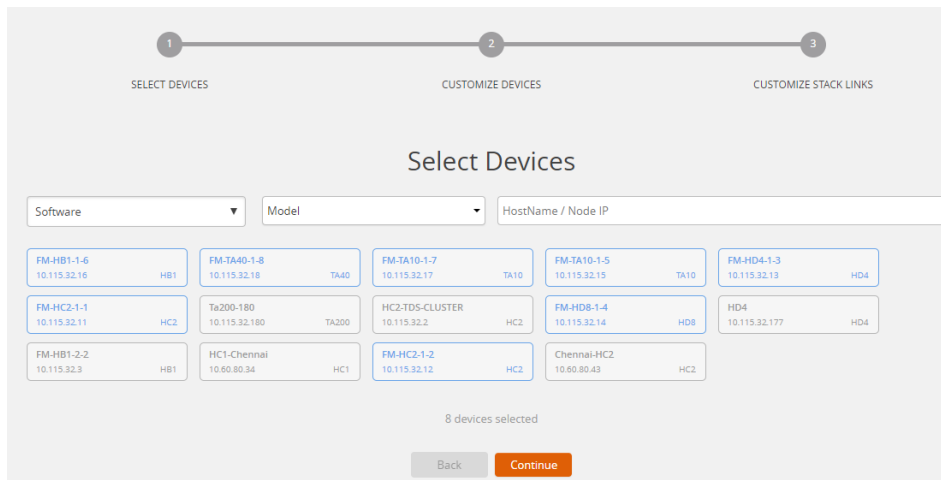 1 2 3
SELECT DEVICES CUSTOMIZE DEVICES CUSTOMIZE STACK LINKS
Select Devices
Software Model HostName / Node IP
FM-HB1-1-6 FM-TA40-1-8 FM-TA10-1-7 FM-TA10-1-5 FM-HD4-1-3
10.115.32.16 HB1 10.115.32.18 TA40 10.115.32.17 TA10 10.115.32.15 TA10 10.115.32.13 HD4
FM-HC2-1-1 Ta200-180 HC2-TDS-CLUSTER FM-HD8-1-4 HD4
10.115.32.11 HC2 10.115.32.180 TA200 10.115.32.2 HC2 10.115.32.14 HD8 10.115.32.177 HD4
FM-HB1-2-2 HC1-Chennai FM-HC2-1-2 Chennai-HC2
10.115.32.3 HB1 10.60.80.34 HC1 10.115.32.12 HC2 10.60.80.43 HC2
8 devices selected
Back Continue